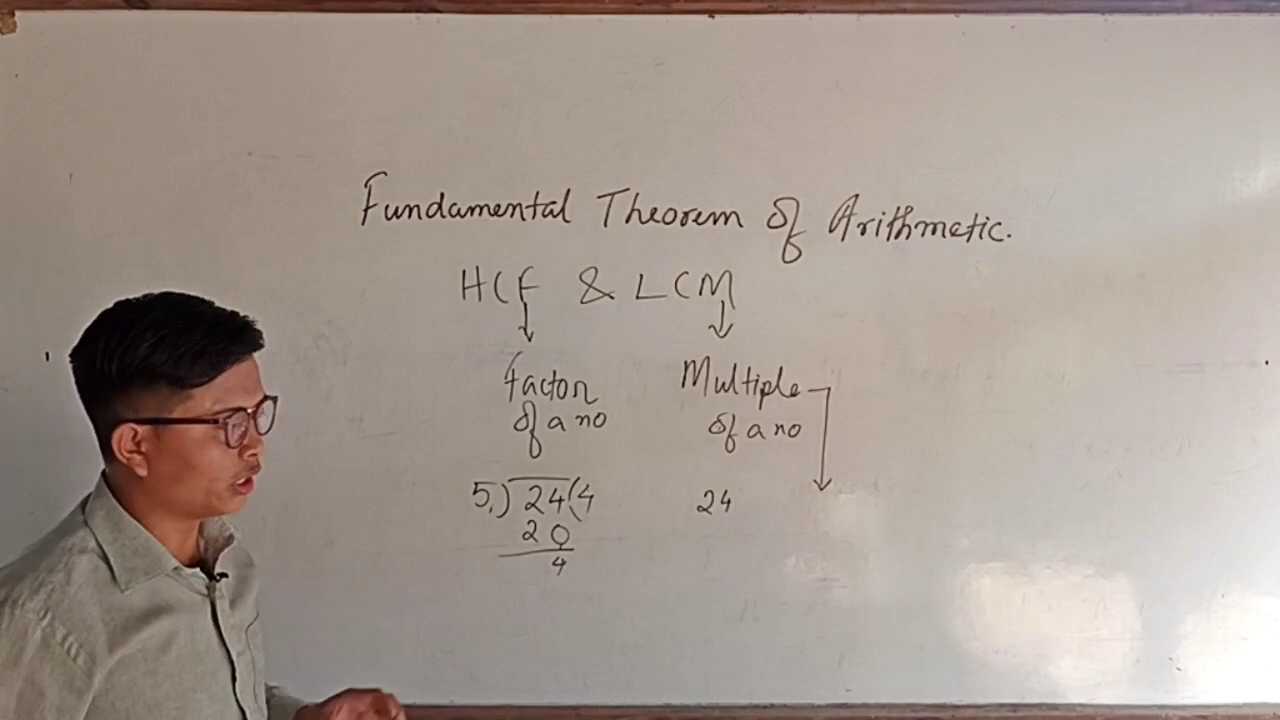 Fundamental Theorem of Arithmetic.
HCF & LCM
Factor Multiple
of a no of a no
5.) 24 (4 24
20
4